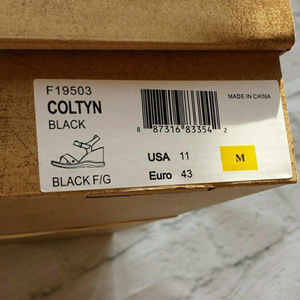 F19503
COLTYN
BLACK
MADE IN CHINA
8 87316 83354 2
BLACK F/G
USA 11
Euro 43
M